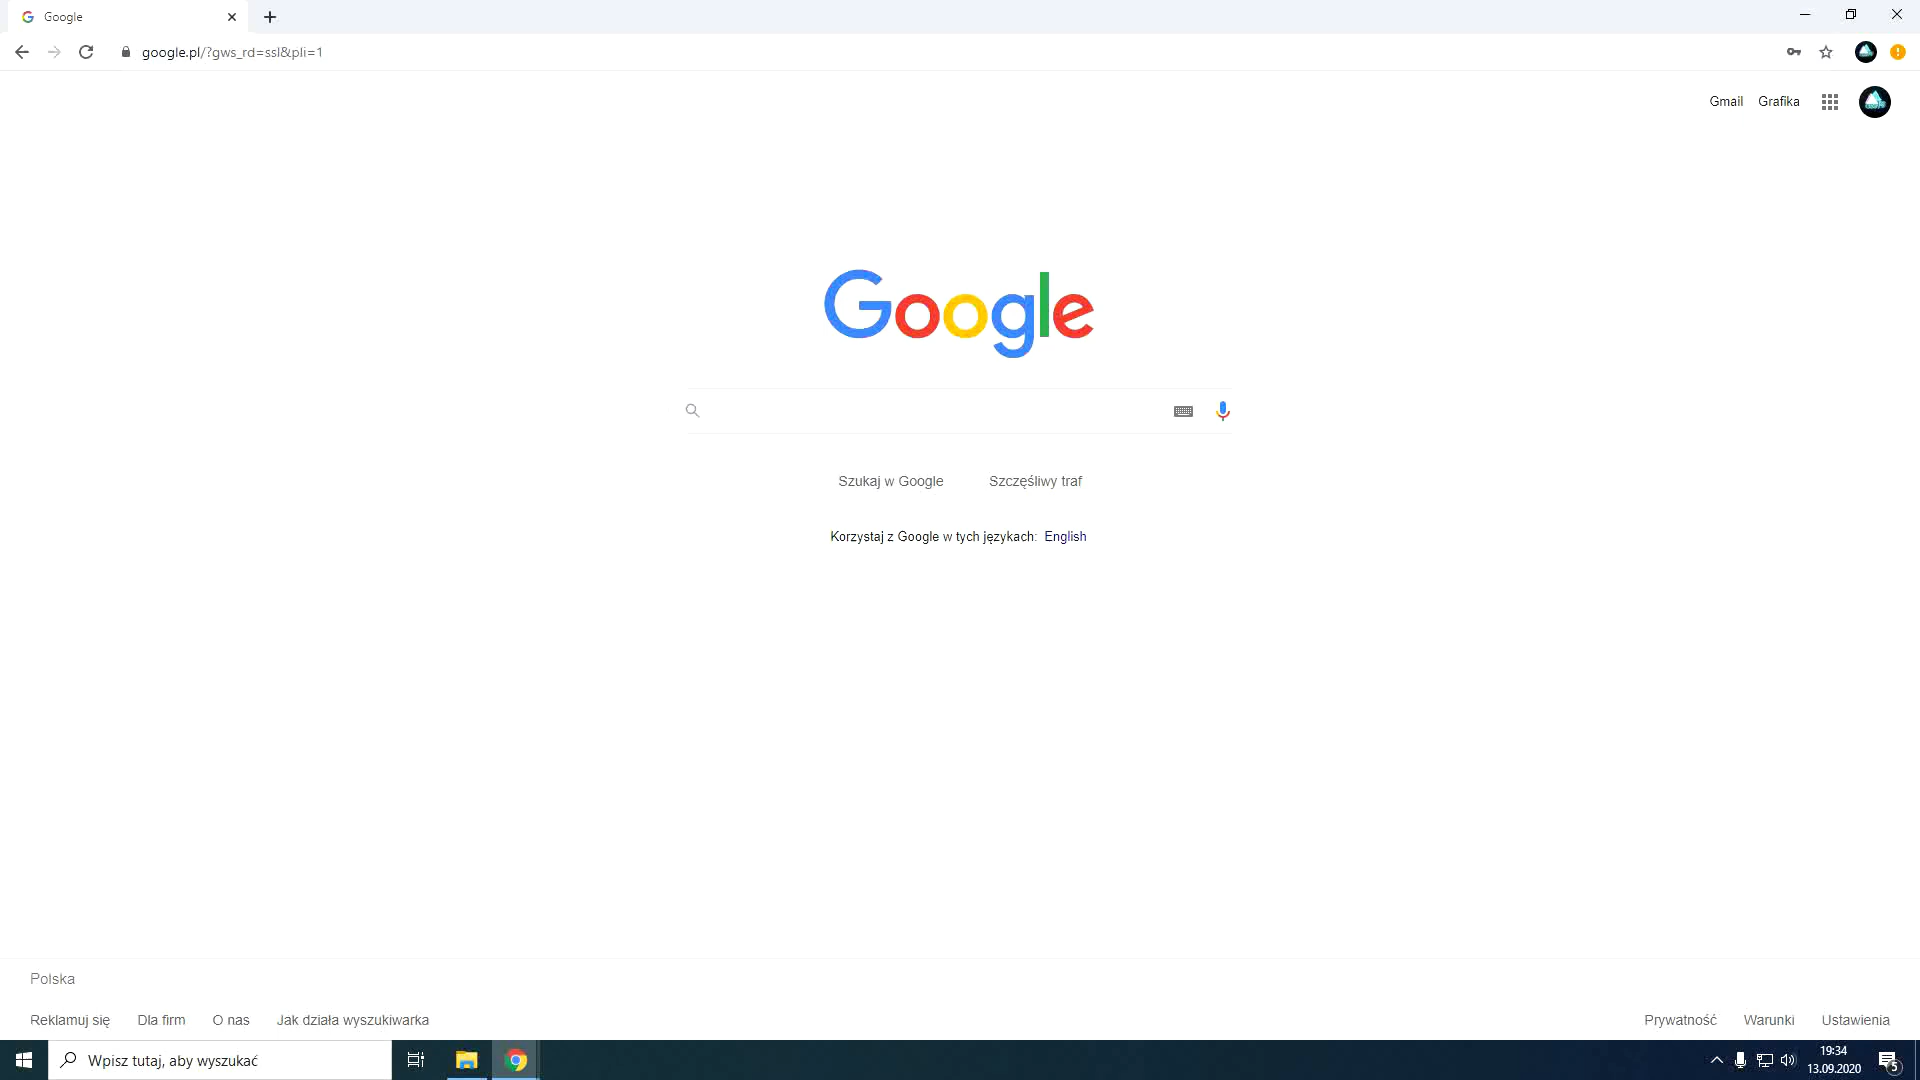 Google
google.pl/?gws_rd=ssl&pli=1
Gmail Grafika
Google
Szukaj w Google Szczęśliwy traf
Korzystaj z Google w tych językach: English
Polska
Reklamuj się Dla firm O nas Jak działa wyszukiwarka Prywatność Warunki Ustawienia
Wpisz tutaj, aby wyszukać
19:34
13.09.2020
5